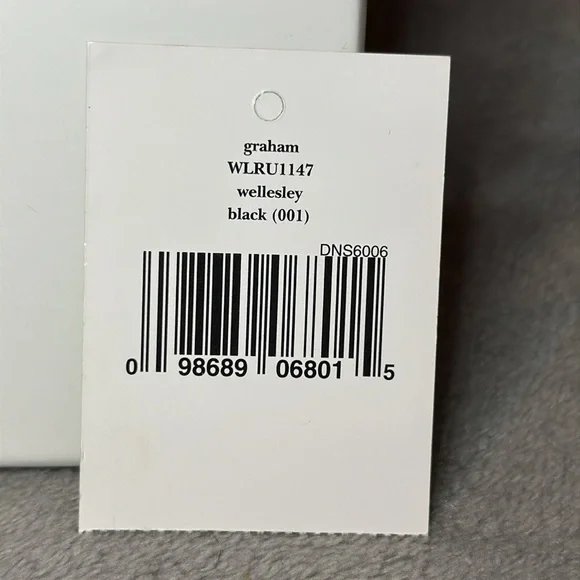 graham
WLRU1147
wellesley
black (001)
DNS6006
0 98689 06801 5